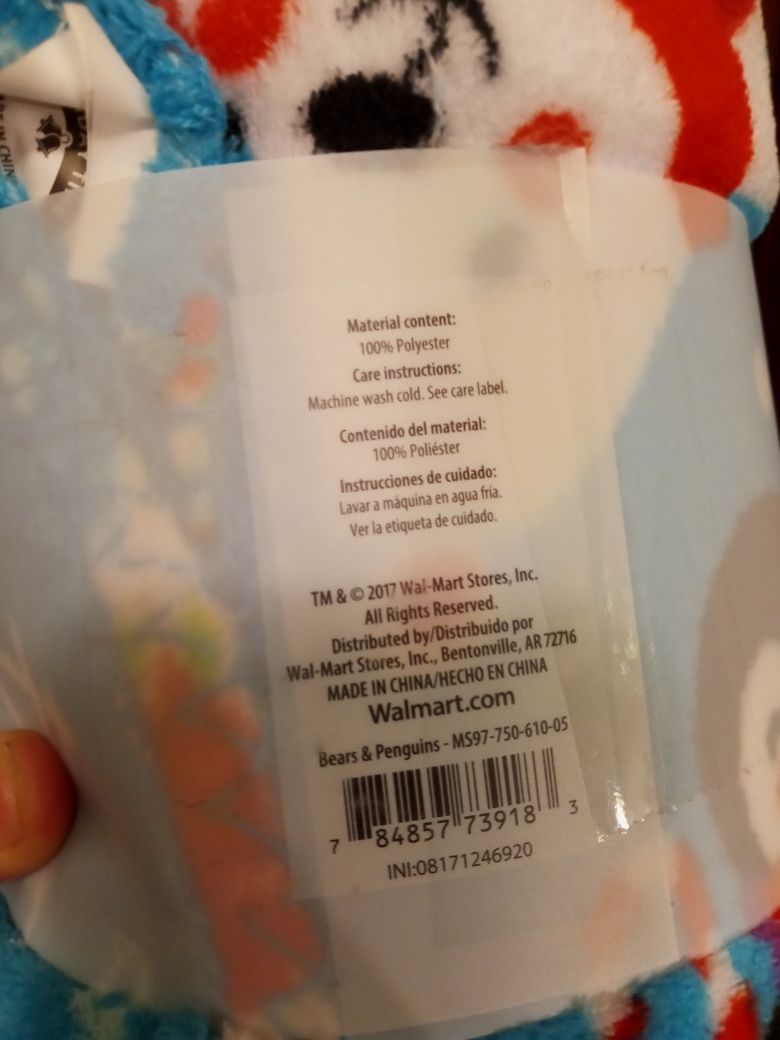 Material content:
100% Polyester
Care instructions:
Machine wash cold. See care label.
Contenido del material:
100% Poliéster
Instrucciones de cuidado:
Lavar a máquina en agua fría.
Ver la etiqueta de cuidado.
TM & © 2017 Wal-Mart Stores, Inc.
All Rights Reserved.
Distributed by/Distribuido por
Wal-Mart Stores, Inc., Bentonville, AR 72716
MADE IN CHINA/HECHO EN CHINA
Walmart.com
Bears & Penguins - MS97-750-610-05
7 84857 73918 3
INI:08171246920